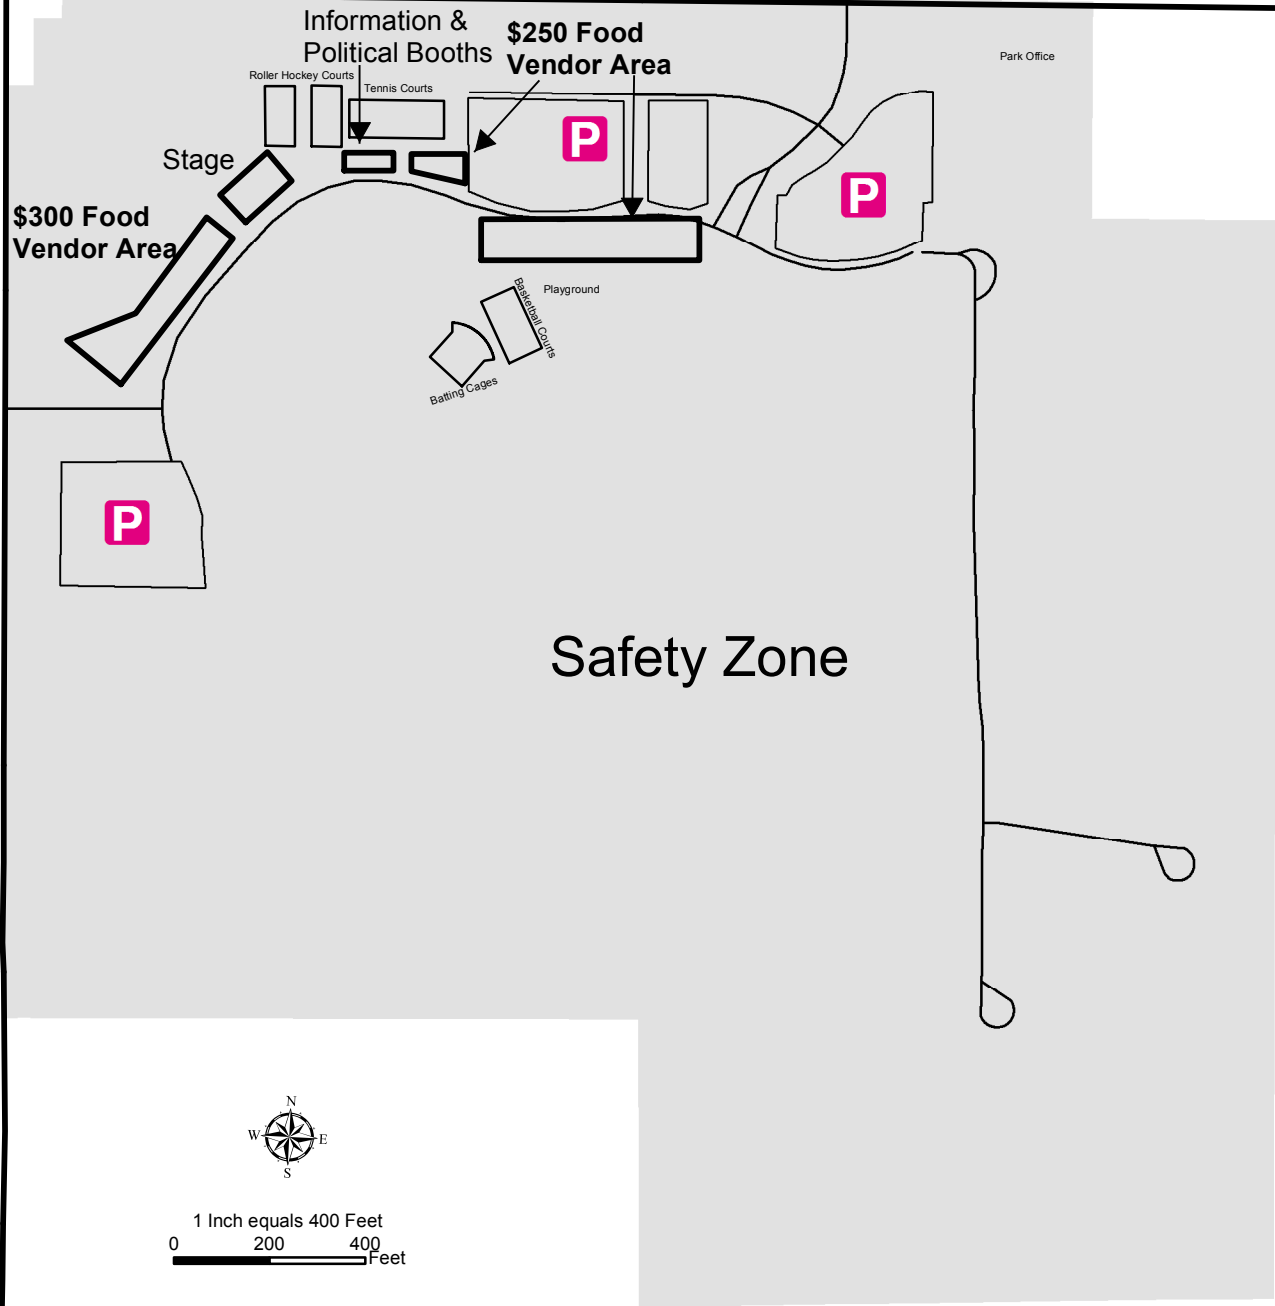 Information &
Political Booths
$250 Food
Vendor Area
Park Office
Roller Hockey Courts
Tennis Courts
P
Stage
P
$300 Food
Vendor Area
Playground
Basketball Courts
Batting Cages
P
Safety Zone
N
W E
S
1 Inch equals 400 Feet
0 200 400
Feet